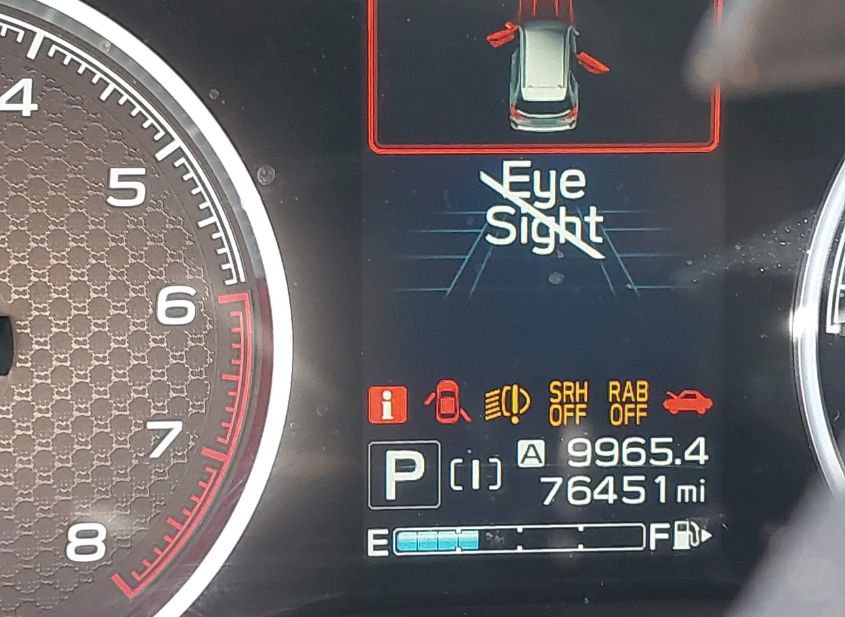 4
5
6
7
8
Eye
Sight
i
SRH
OFF
RAB
OFF
P [I] A 9965.4
76451 mi
E F